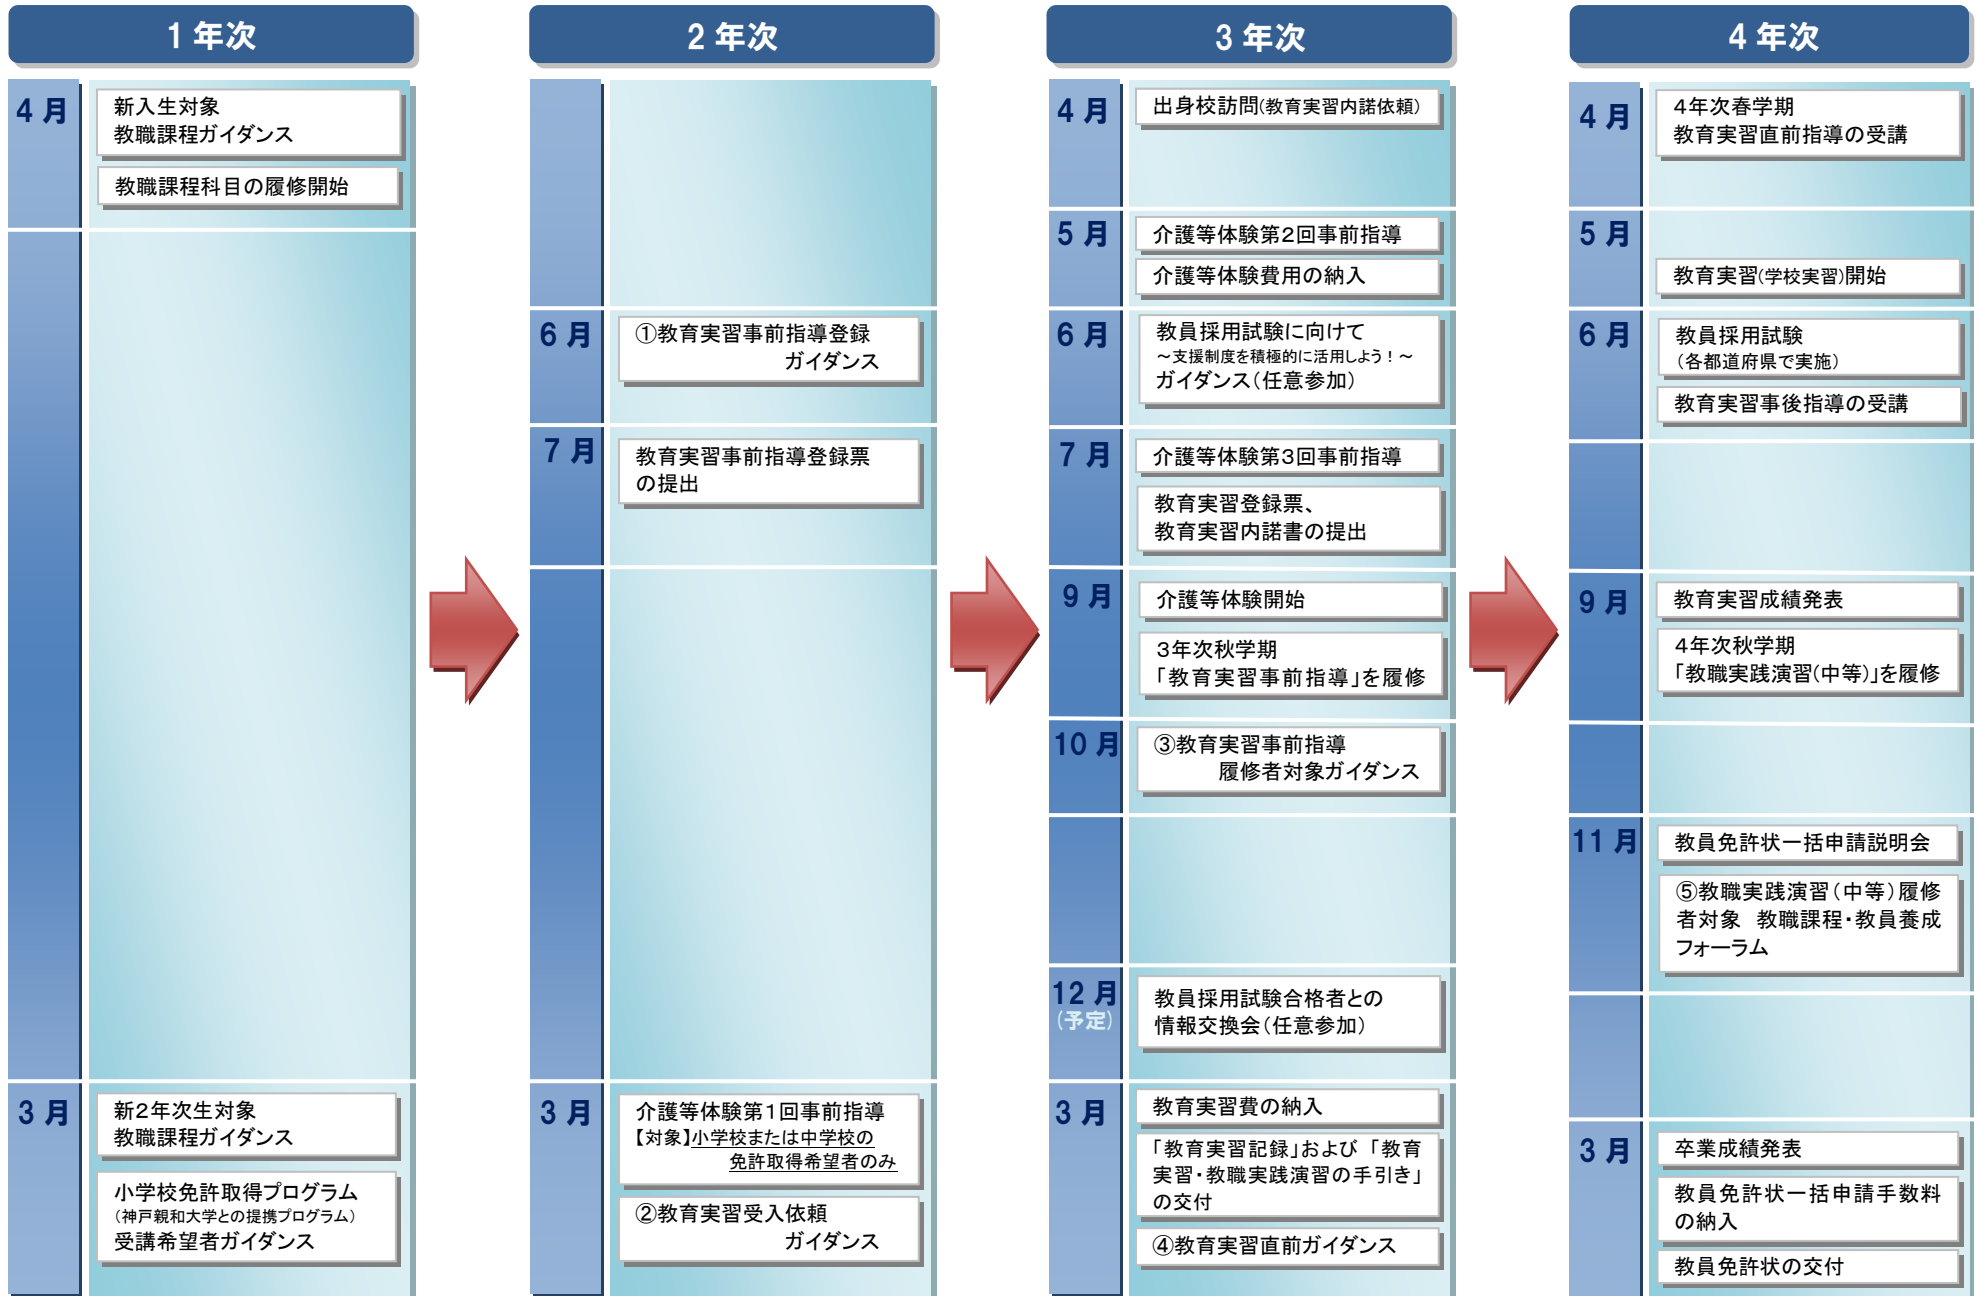 1 年次
4 月
新入生対象
教職課程ガイダンス
教職課程科目の履修開始
3 月
新2年次生対象
教職課程ガイダンス
小学校免許取得プログラム
（神戸親和大学との提携プログラム）
受講希望者ガイダンス
2 年次
6 月
①教育実習事前指導登録
ガイダンス
7 月
教育実習事前指導登録票
の提出
3 月
介護等体験第1回事前指導
【対象】小学校または中学校の
免許取得希望者のみ
②教育実習受入依頼
ガイダンス
3 年次
4 月
出身校訪問(教育実習内諾依頼)
5 月
介護等体験第2回事前指導
介護等体験費用の納入
6 月
教員採用試験に向けて
～支援制度を積極的に活用しよう！～
ガイダンス（任意参加）
7 月
介護等体験第3回事前指導
教育実習登録票、
教育実習内諾書の提出
9 月
介護等体験開始
3年次秋学期
「教育実習事前指導」を履修
10 月
③教育実習事前指導
履修者対象ガイダンス
12 月
(予定)
教員採用試験合格者との
情報交換会（任意参加）
3 月
教育実習費の納入
「教育実習記録」および「教育
実習・教職実践演習の手引き」
の交付
④教育実習直前ガイダンス
4 年次
4 月
4年次春学期
教育実習直前指導の受講
5 月
教育実習(学校実習)開始
6 月
教員採用試験
（各都道府県で実施）
教育実習事後指導の受講
9 月
教育実習成績発表
4年次秋学期
「教職実践演習(中等)」を履修
11 月
教員免許状一括申請説明会
⑤教職実践演習（中等）履修
者対象　教職課程・教員養成
フォーラム
3 月
卒業成績発表
教員免許状一括申請手数料
の納入
教員免許状の交付